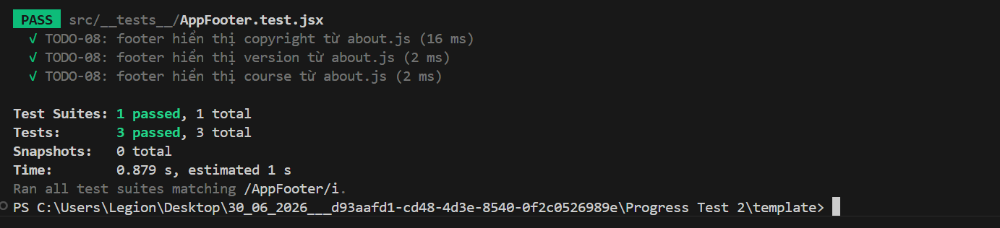 PASS src/__tests__/AppFooter.test.jsx
√ TODO-08: footer hiển thị copyright từ about.js (16 ms)
√ TODO-08: footer hiển thị version từ about.js (2 ms)
√ TODO-08: footer hiển thị course từ about.js (2 ms)
Test Suites: 1 passed, 1 total
Tests: 3 passed, 3 total
Snapshots: 0 total
Time: 0.879 s, estimated 1 s
Ran all test suites matching /AppFooter/i.
PS C:\Users\Legion\Desktop\30_06_2026___d93aafd1-cd48-4d3e-8540-0f2c0526989e\Progress Test 2\template>